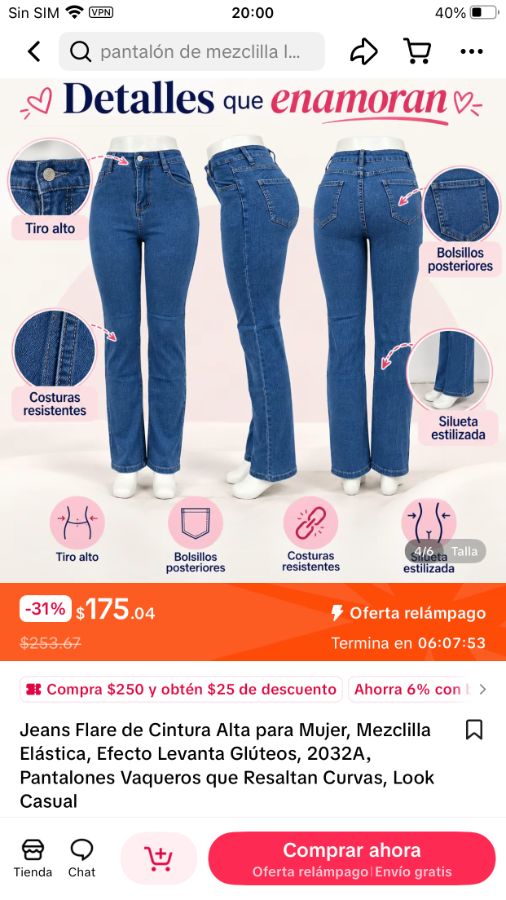 Sin SIM VPN 20:00 40%
pantalón de mezclilla l...
Detalles que enamoran
Tiro alto
Bolsillos
posteriores
Costuras
resistentes
Silueta
estilizada
Tiro alto
Bolsillos
posteriores
Costuras
resistentes
Silueta
estilizada
4/6 Talla
-31% $175.04
Oferta relámpago
$253.67
Termina en 06:07:53
Compra $250 y obtén $25 de descuento
Ahorra 6% con
Jeans Flare de Cintura Alta para Mujer, Mezclilla
Elástica, Efecto Levanta Glúteos, 2032A,
Pantalones Vaqueros que Resaltan Curvas, Look
Casual
Tienda
Chat
Comprar ahora
Oferta relámpago|Envío gratis